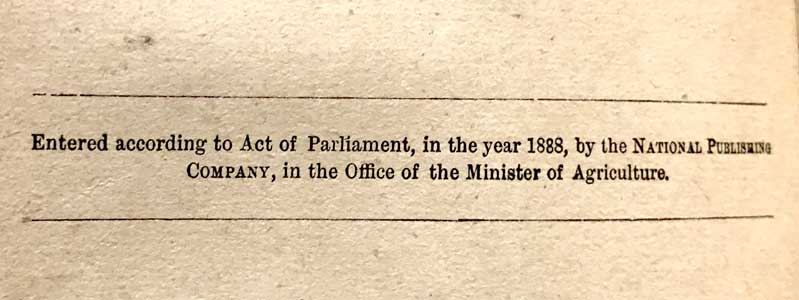 Entered according to Act of Parliament, in the year 1888, by the NATIONAL PUBLISHING
COMPANY, in the Office of the Minister of Agriculture.